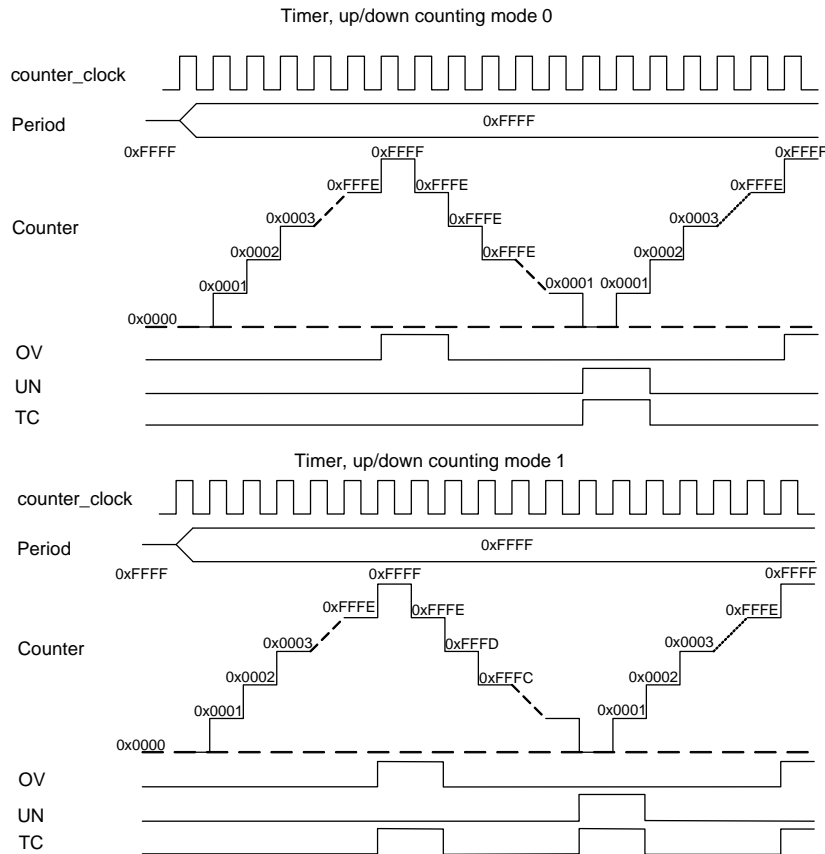 Timer, up/down counting mode 0
counter_clock
Period
0xFFFF
0xFFFF 0xFFFF 0xFFFF
0xFFFE 0xFFFE 0xFFFE
0x0003 0xFFFE 0x0003
Counter
0x0002 0xFFFE 0x0002
0x0001 0x0001 0x0001
0x0000
OV
UN
TC
Timer, up/down counting mode 1
counter_clock
Period
0xFFFF
0xFFFF 0xFFFF 0xFFFF
0xFFFE 0xFFFE 0xFFFE
0x0003 0xFFFD 0x0003
Counter
0x0002 0xFFFC 0x0002
0x0001 0x0001
0x0000
OV
UN
TC